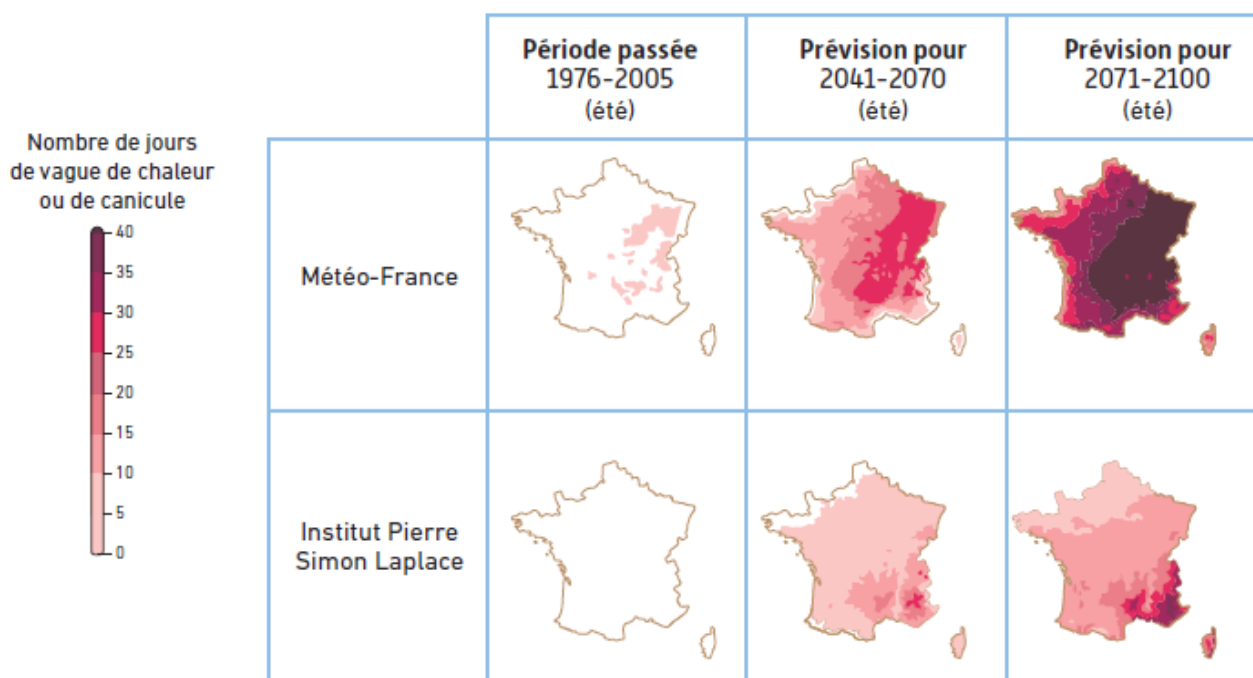 Période passée
1976-2005
(été)
Prévision pour
2041-2070
(été)
Prévision pour
2071-2100
(été)
Nombre de jours
de vague de chaleur
ou de canicule
40
35
30
25
20
15
10
5
0
Météo-France
Institut Pierre
Simon Laplace